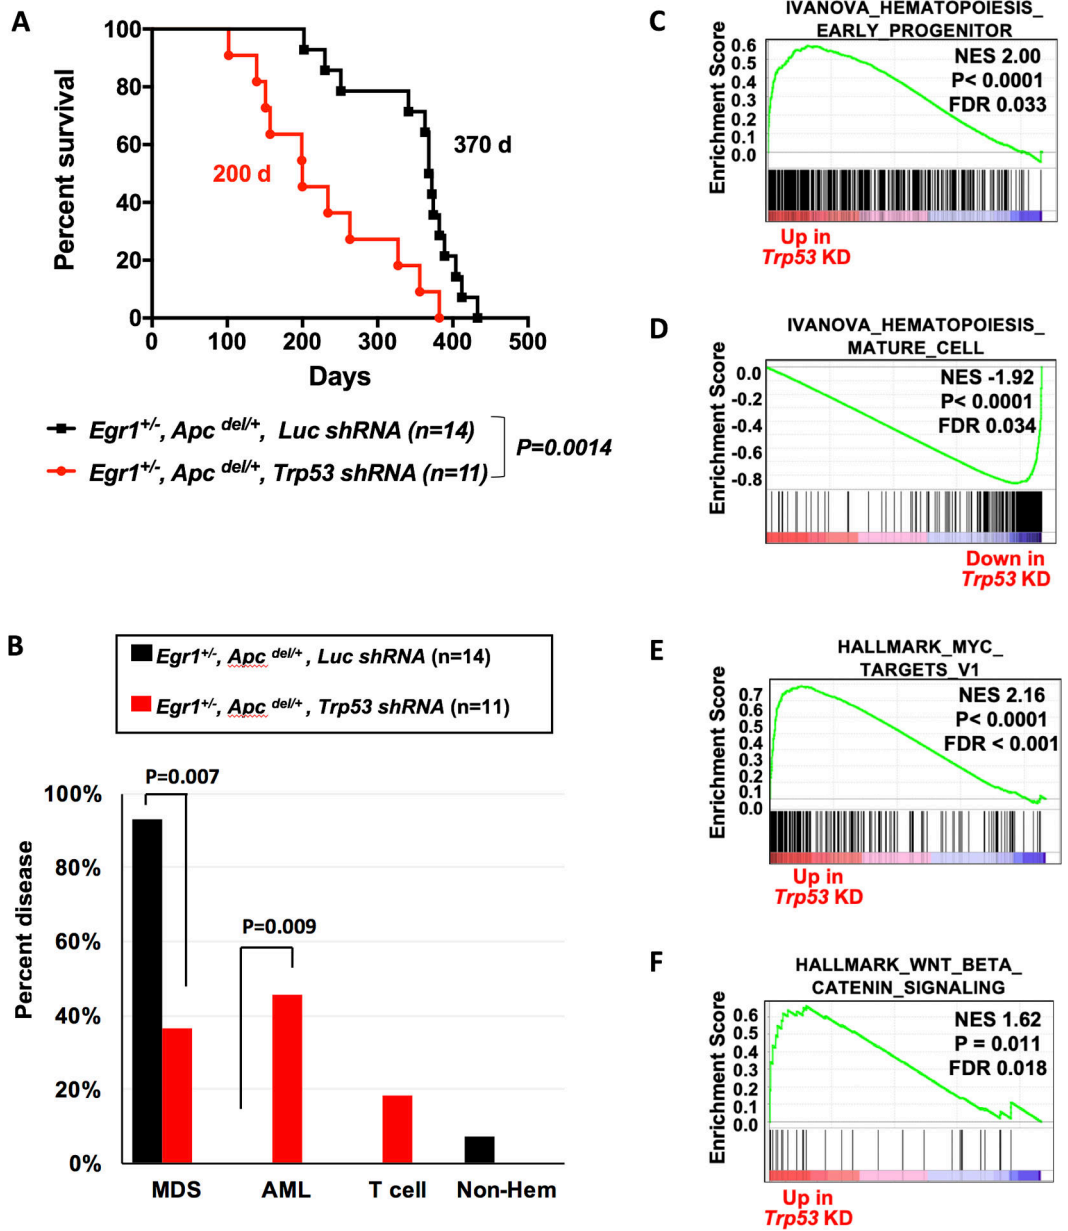 A
100
80
60
40
20
0
Percent survival
370 d
200 d
0 100 200 300 400 500
Days
Egr1+/-, Apc del/+, Luc shRNA (n=14)
Egr1+/-, Apc del/+, Trp53 shRNA (n=11)
P=0.0014
B
Egr1+/-, Apc del/+ , Luc shRNA (n=14)
Egr1+/-, Apc del/+ , Trp53 shRNA (n=11)
P=0.007
P=0.009
100%
80%
60%
40%
20%
0%
Percent disease
MDS AML T cell Non-Hem
C
IVANOVA_HEMATOPOIESIS_
EARLY_PROGENITOR
Enrichment Score
0.6
0.5
0.4
0.3
0.2
0.1
0.0
NES 2.00
P< 0.0001
FDR 0.033
Up in
Trp53 KD
D
IVANOVA_HEMATOPOIESIS_
MATURE_CELL
Enrichment Score
0.0
-0.2
-0.4
-0.6
-0.8
NES -1.92
P< 0.0001
FDR 0.034
Down in
Trp53 KD
E
HALLMARK_MYC_
TARGETS_V1
Enrichment Score
0.7
0.6
0.5
0.4
0.3
0.2
0.1
0.0
NES 2.16
P< 0.0001
FDR < 0.001
Up in
Trp53 KD
F
HALLMARK_WNT_BETA_
CATENIN_SIGNALING
Enrichment Score
0.6
0.5
0.4
0.3
0.2
0.1
0.0
NES 1.62
P = 0.011
FDR 0.018
Up in
Trp53 KD